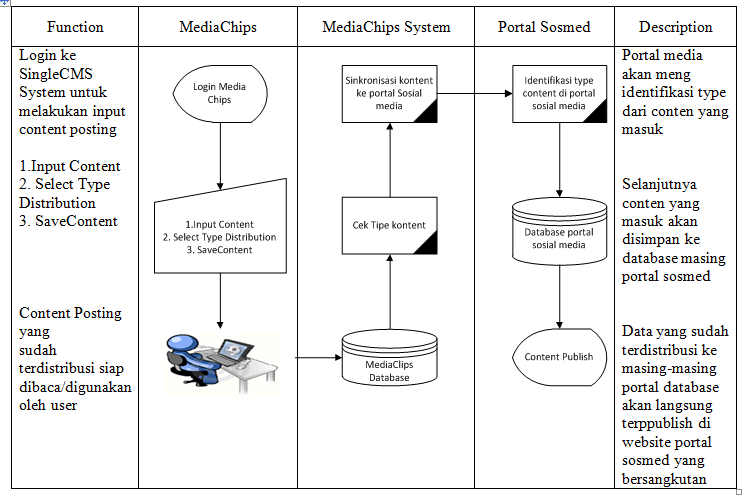 Function
MediaChips
MediaChips System
Portal Sosmed
Description
Login ke
SingleCMS
System untuk
melakukan input
content posting
1.Input Content
2. Select Type
Distribution
3. SaveContent
Content Posting
yang
sudah
terdistribusi siap
dibaca/digunakan
oleh user
Login Media
Chips
1.Input Content
2. Select Type Distribution
3. SaveContent
Sinkronisasi kontent
ke portal Sosial
media
Cek Tipe kontent
MediaClips
Database
Identifikasi type
content di portal
sosial media
Database portal
sosial media
Content Publish
Portal media
akan meng
identifikasi type
dari conten yang
masuk
Selanjutnya
conten yang
masuk akan
disimpan ke
database masing
portal sosmed
Data yang sudah
terdistribusi ke
masing-masing
portal database
akan langsung
terppublish di
website portal
sosmed yang
bersangkutan